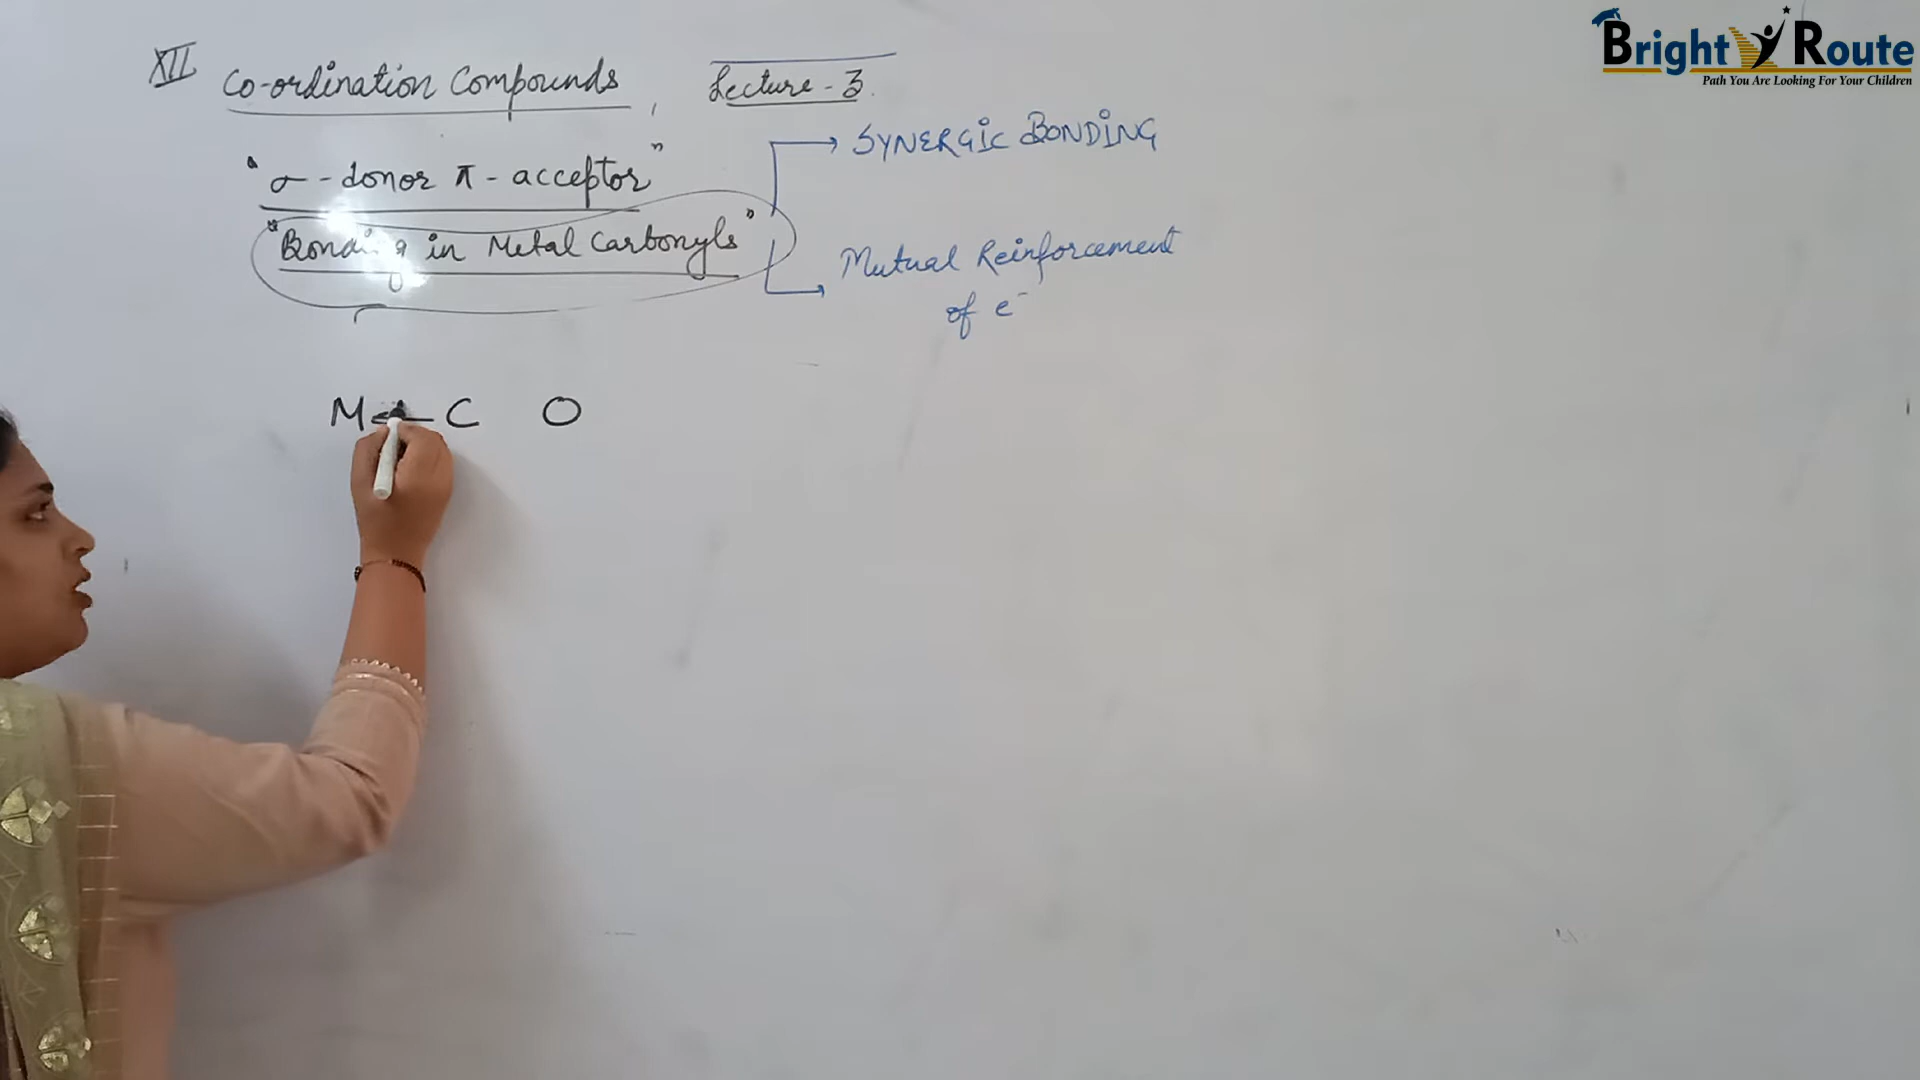 XII Co-ordination Compounds, Lecture - 3.
"σ - donor π - acceptor"
"Bonding in Metal Carbonyls"
SYNERGIC BONDING
Mutual Reinforcement
of e⁻
M ← C O
Bright Route
Path You Are Looking For Your Children